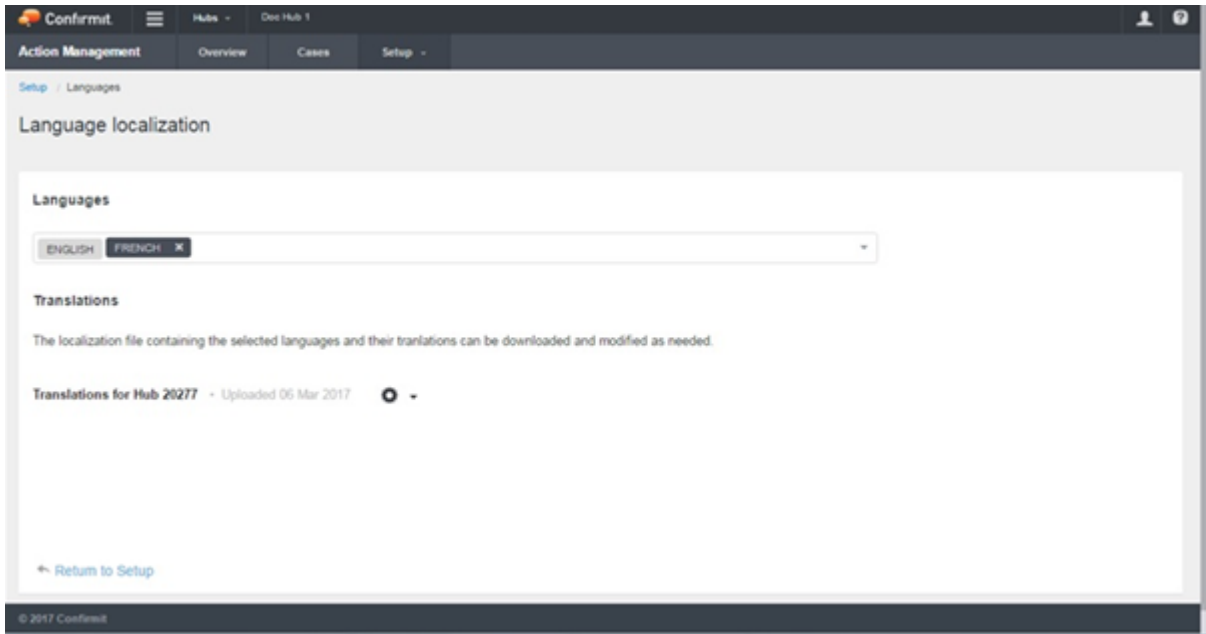 Confirmit.
Hubs
Doc Hub 1
Action Management
Overview
Cases
Setup
Setup / Languages
Language localization
Languages
ENGLISH FRENCH ×
Translations
The localization file containing the selected languages and their tranlations can be downloaded and modified as needed.
Translations for Hub 20277 • Uploaded 06 Mar 2017
Return to Setup
© 2017 Confirmit